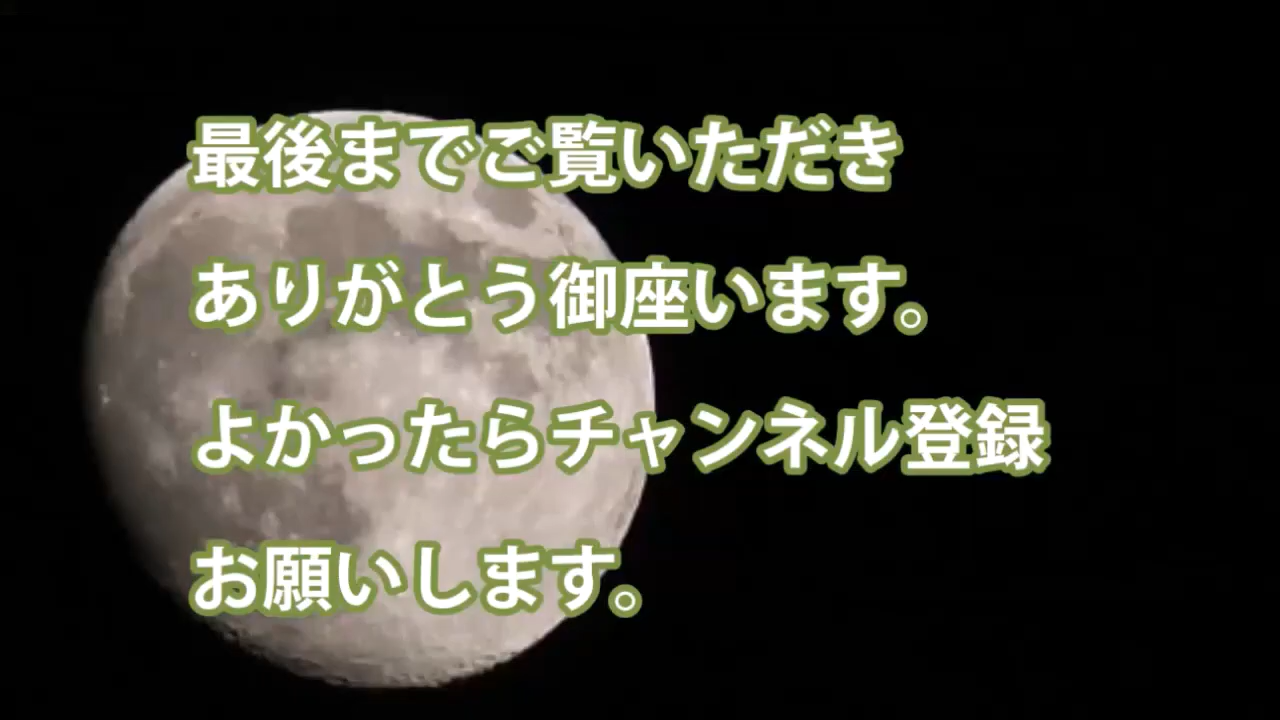 最後までご覧いただき
ありがとう御座います。
よかったらチャンネル登録
お願いします。